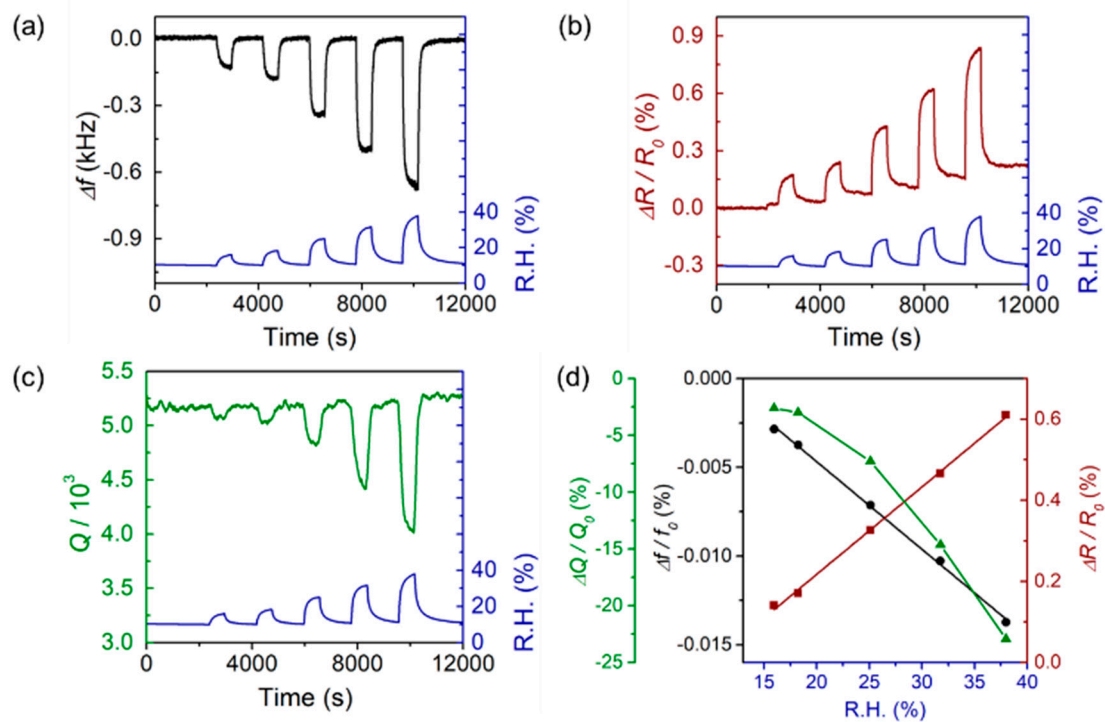 (a)
0.0
-0.3
-0.6
-0.9
Δf (kHz)
40
20
0
R.H. (%)
0 4000 8000 12000
Time (s)
(b)
0.9
0.6
0.3
0.0
-0.3
ΔR / R0 (%)
40
20
0
R.H. (%)
0 4000 8000 12000
Time (s)
(c)
5.5
5.0
4.5
4.0
3.5
3.0
Q / 10³
40
20
0
R.H. (%)
0 4000 8000 12000
Time (s)
(d)
0
-5
-10
-15
-20
-25
ΔQ / Q0 (%)
0.000
-0.005
-0.010
-0.015
Δf / f0 (%)
0.6
0.4
0.2
0.0
ΔR / R0 (%)
15 20 25 30 35 40
R.H. (%)